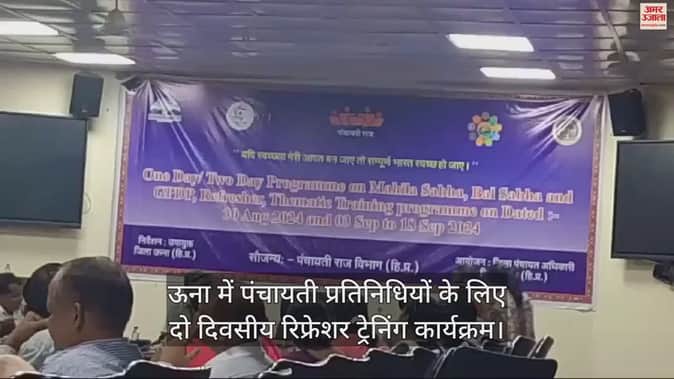 अमर उजाला
पंचायती राज
" यदि स्वच्छता मेरी आदत बन जाए तो सम्पूर्ण भारत स्वच्छ हो जाए। "
One Day/ Two Day Programme on Mahila Sabha, Bal Sabha and
GPDP, Refresher, Thematic Training programme on Dated :-
30 Aug 2024 and 03 Sep to 18 Sep 2024
निर्देशन : उपायुक्त
जिला ऊना (हि.प्र.)
सौजन्य: - पंचायती राज विभाग (हि.प्र.)
आयोजन : जिला पंचायत अधिकारी
(हि.प्र.)
ऊना में पंचायती प्रतिनिधियों के लिए
दो दिवसीय रिफ्रेशर ट्रेनिंग कार्यक्रम।